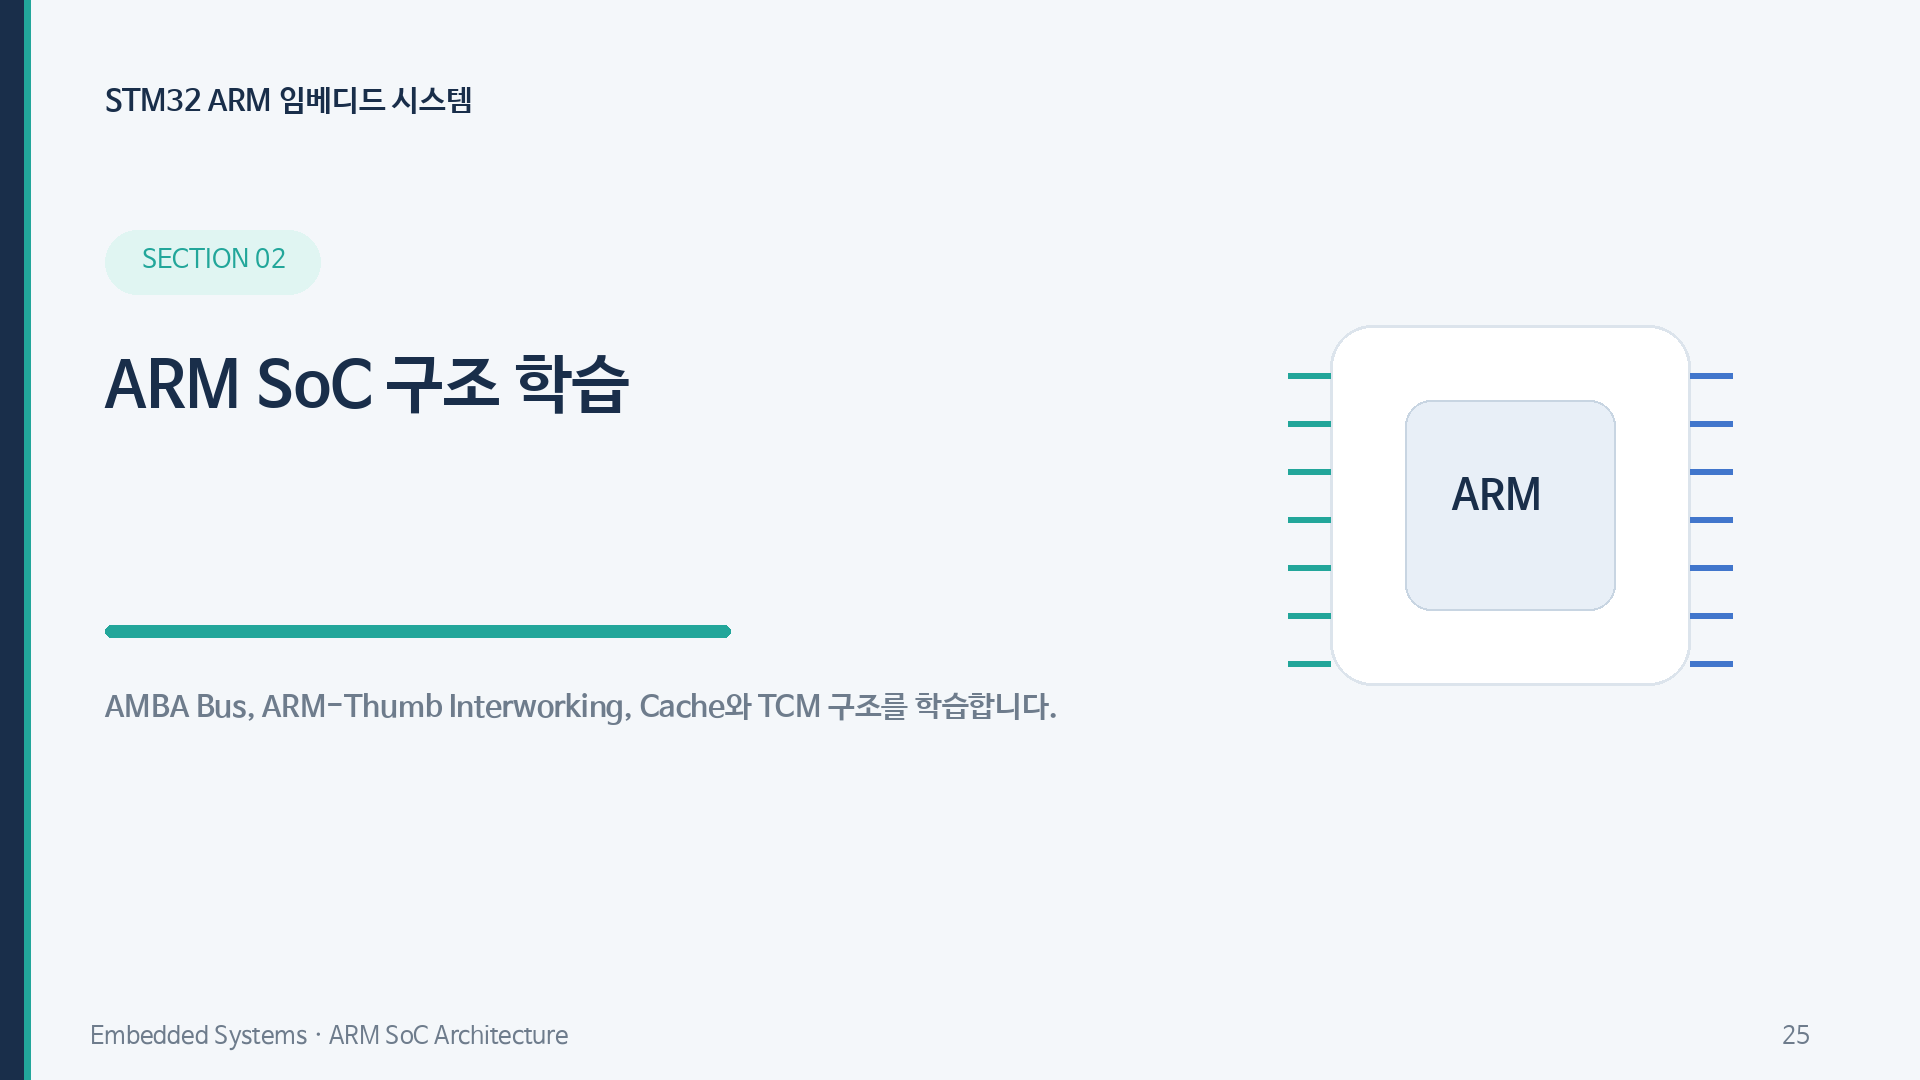 STM32 ARM 임베디드 시스템
SECTION 02
ARM SoC 구조 학습
ARM
AMBA Bus, ARM-Thumb Interworking, Cache와 TCM 구조를 학습합니다.
Embedded Systems · ARM SoC Architecture
25